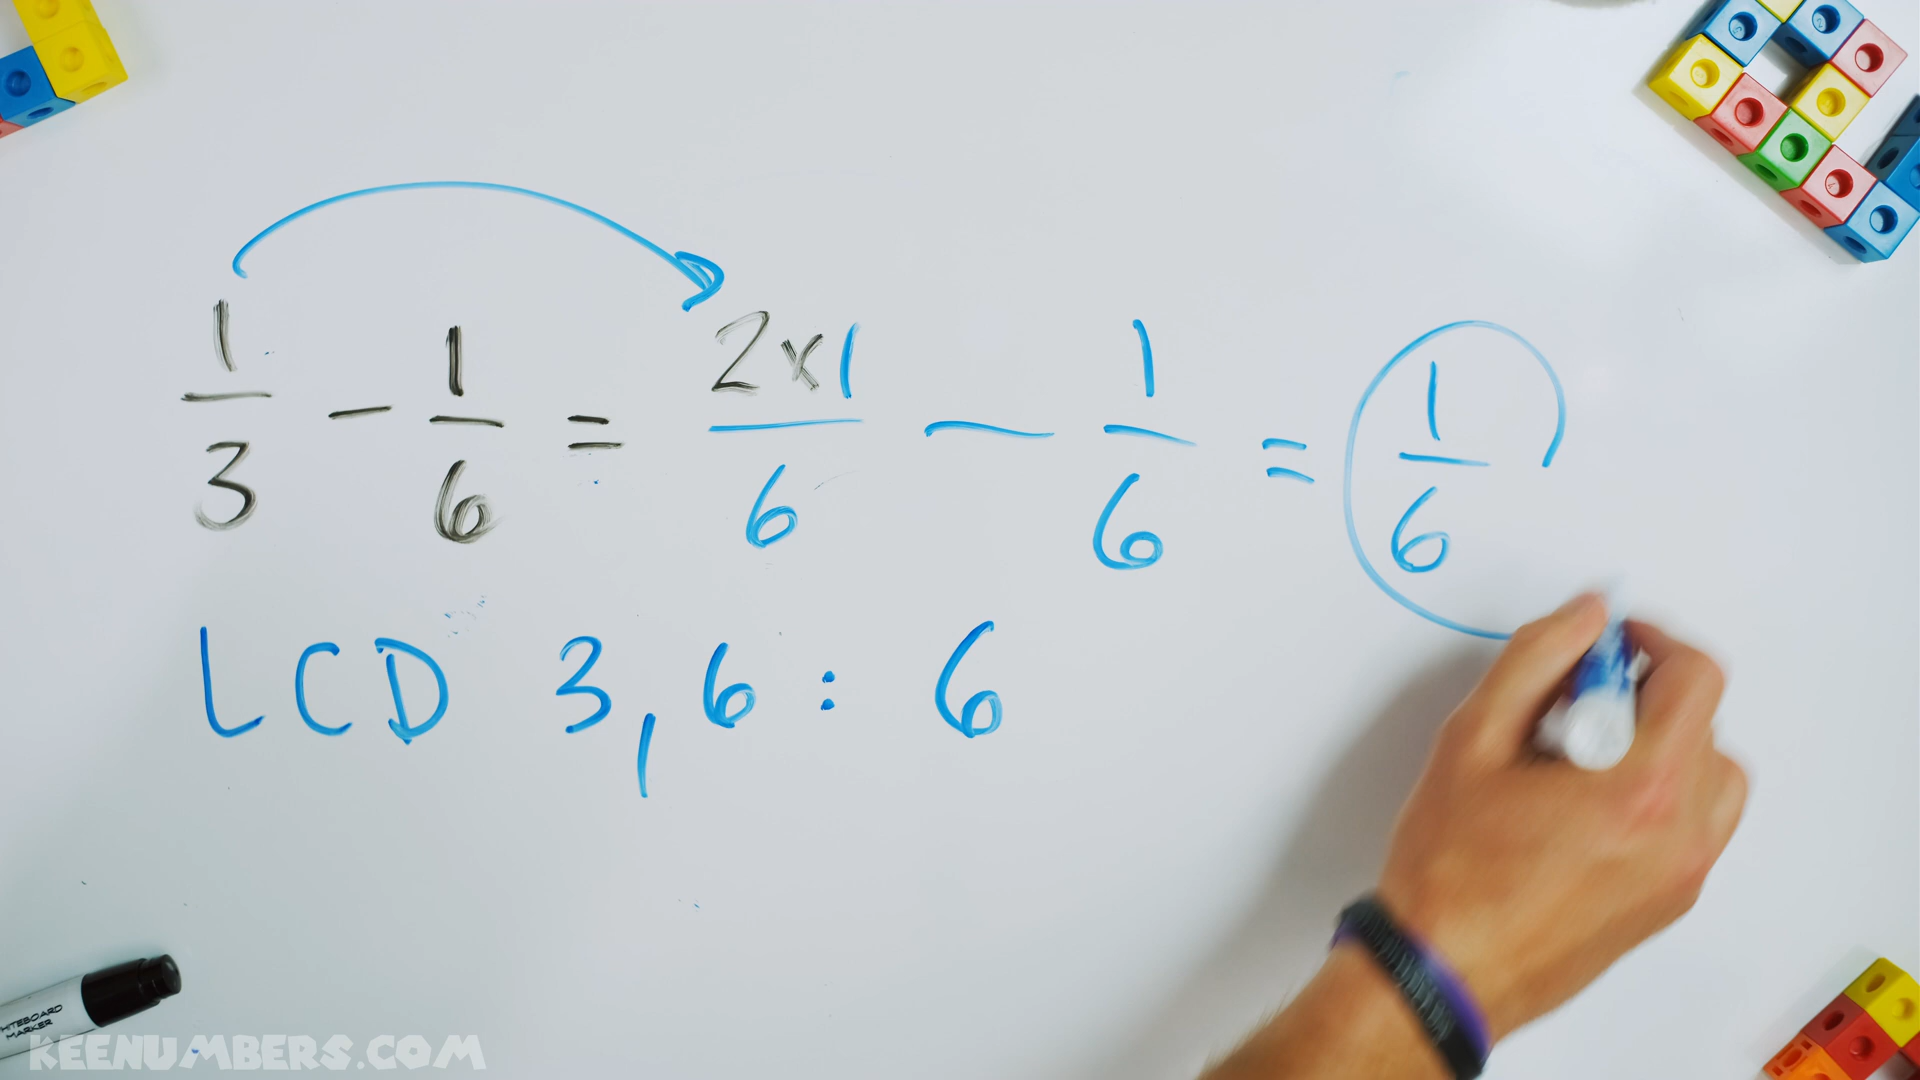 1/3 - 1/6 = 2x1/6 - 1/6 = 1/6
LCD 3,6 : 6
WHITEBOARD
MARKER
KEENUMBERS.COM